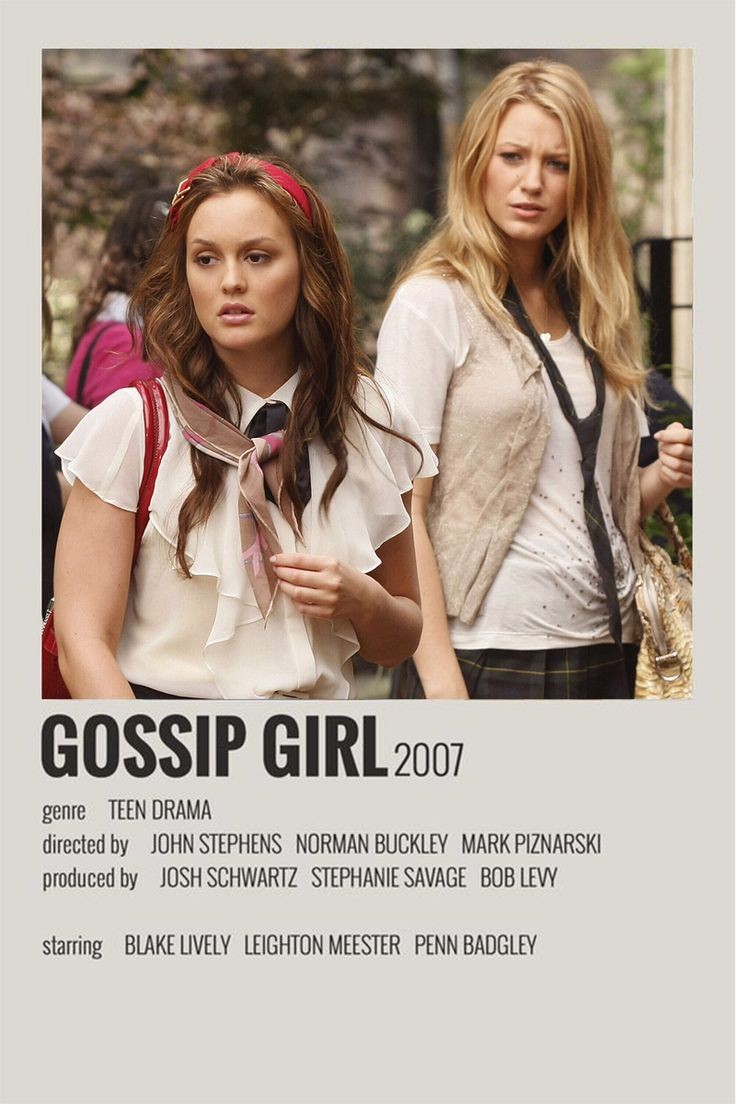 GOSSIP GIRL 2007
genre TEEN DRAMA
directed by JOHN STEPHENS NORMAN BUCKLEY MARK PIZNARSKI
produced by JOSH SCHWARTZ STEPHANIE SAVAGE BOB LEVY
starring BLAKE LIVELY LEIGHTON MEESTER PENN BADGLEY